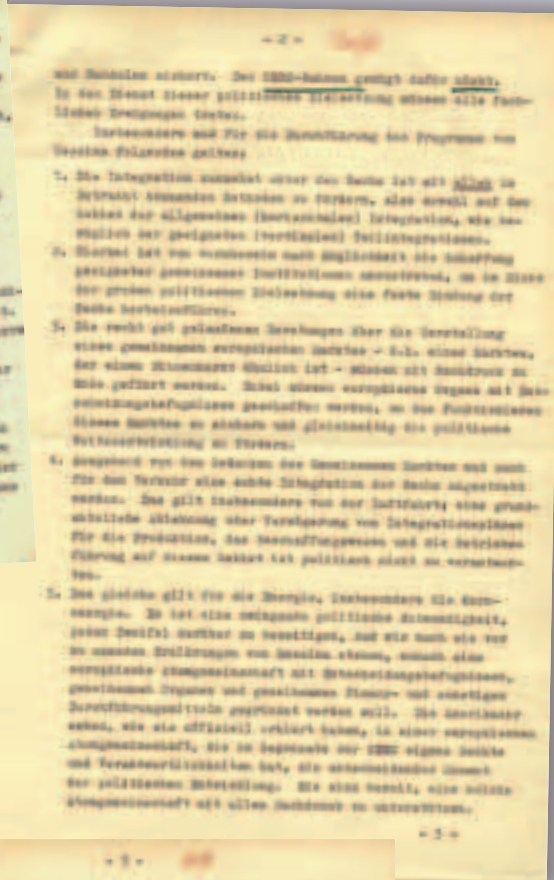 - 2 -
und Handelns sichert. Der OEEC-Rahmen genügt dafür nicht.
In den Dienst dieser politischen Zielsetzung müssen alle fach-
lichen Erwägungen treten.
Insbesondere muß für die Durchführung des Programms von
Messina folgendes gelten:
1. Die Integration zunächst unter den Sechs ist mit allen in
Betracht kommenden Methoden zu fördern, also sowohl auf dem
Gebiet der allgemeinen (horizontalen) Integration, wie be-
züglich der geeigneten (vertikalen) Teilintegrationen.
2. Hierbei ist von vornherein nach Möglichkeit die Schaffung
geeigneter gemeinsamer Institutionen anzustreben, um im Sinne
der großen politischen Zielsetzung eine feste Bindung der
Sechs herbeizuführen.
3. Die recht gut gelaufenen Beratungen über die Herstellung
eines gemeinsamen europäischen Marktes - d.h. eines Marktes,
der einem Binnenmarkt ähnlich ist - müssen mit Nachdruck zu
Ende geführt werden. Dabei müssen europäische Organe mit Ent-
scheidungsbefugnissen geschaffen werden, um das Funktionieren
dieses Marktes zu sichern und gleichzeitig die politische
Weiterentwicklung zu fördern.
4. Ausgehend von dem Gedanken des Gemeinsamen Marktes muß auch
für den Verkehr eine echte Integration der Sechs angestrebt
werden. Das gilt insbesondere von der Luftfahrt; eine grund-
sätzliche Ablehnung oder Verzögerung von Integrationsplänen
für die Produktion, das Beschaffungswesen und die Betriebs-
führung auf diesem Gebiet ist politisch nicht zu verantwor-
ten.
5. Das gleiche gilt für die Energie, insbesondere die Kern-
energie. Es ist eine zwingende politische Notwendigkeit,
jeden Zweifel darüber zu beseitigen, daß wir nach wie vor
zu unseren Erklärungen von Messina stehen, wonach eine
europäische Atomgemeinschaft mit Entscheidungsbefugnissen,
gemeinsamen Organen und gemeinsamen Finanz- und sonstigen
Durchführungsmitteln gegründet werden soll. Die Amerikaner
sehen, wie sie offiziell erklärt haben, in einer europäischen
Atomgemeinschaft, die im Gegensatz zur OEEC eigene Rechte
und Verantwortlichkeiten hat, ein entscheidendes Moment
der politischen Entwicklung. Sie sind bereit, eine solche
Atomgemeinschaft mit allem Nachdruck zu unterstützen.
- 3 -